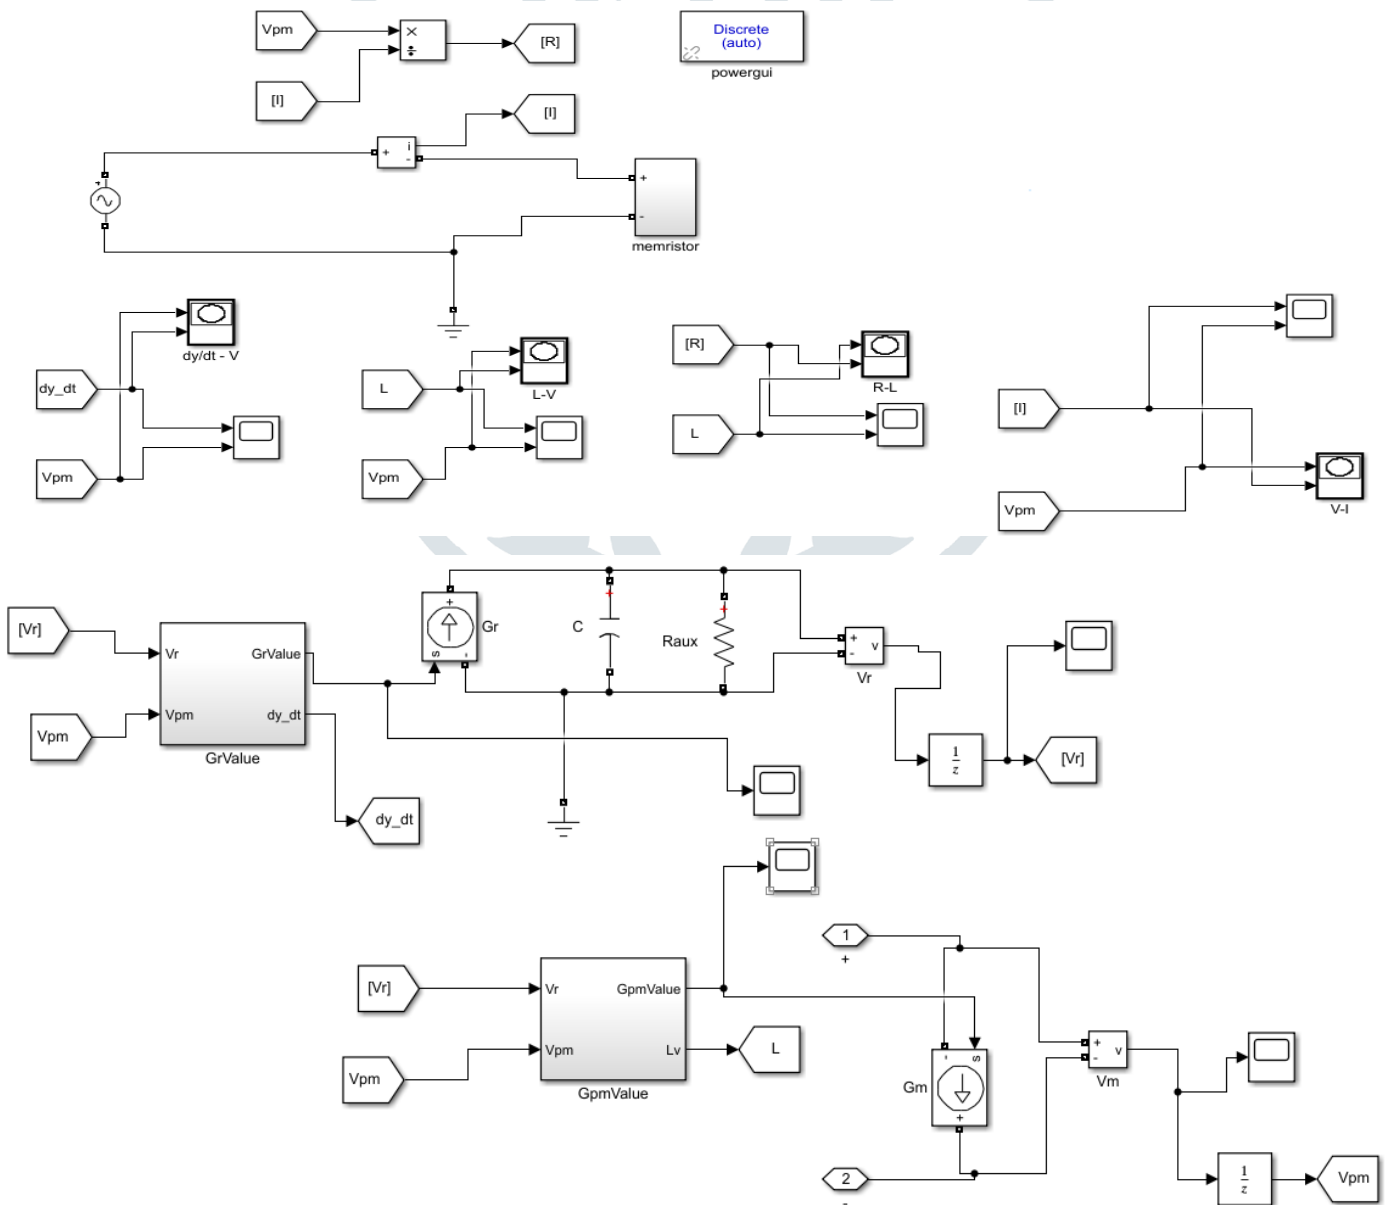 Vpm
×
÷
[R]
Discrete
(auto)
powergui
[I]
[I]
+
i
-
+
+
-
memristor
dy/dt - V
dy_dt
Vpm
L
L-V
Vpm
[R]
R-L
L
[I]
Vpm
V-I
[Vr]
Vr
GrValue
Vpm
Vpm
dy_dt
GrValue
dy_dt
+
Gr
s
-
+
C
+
Raux
+
-
v
Vr
1
z
[Vr]
[Vr]
Vr
GpmValue
Vpm
Vpm
Lv
GpmValue
L
1
+
-
s
Gm
+
+
-
v
Vm
2
-
1
z
Vpm